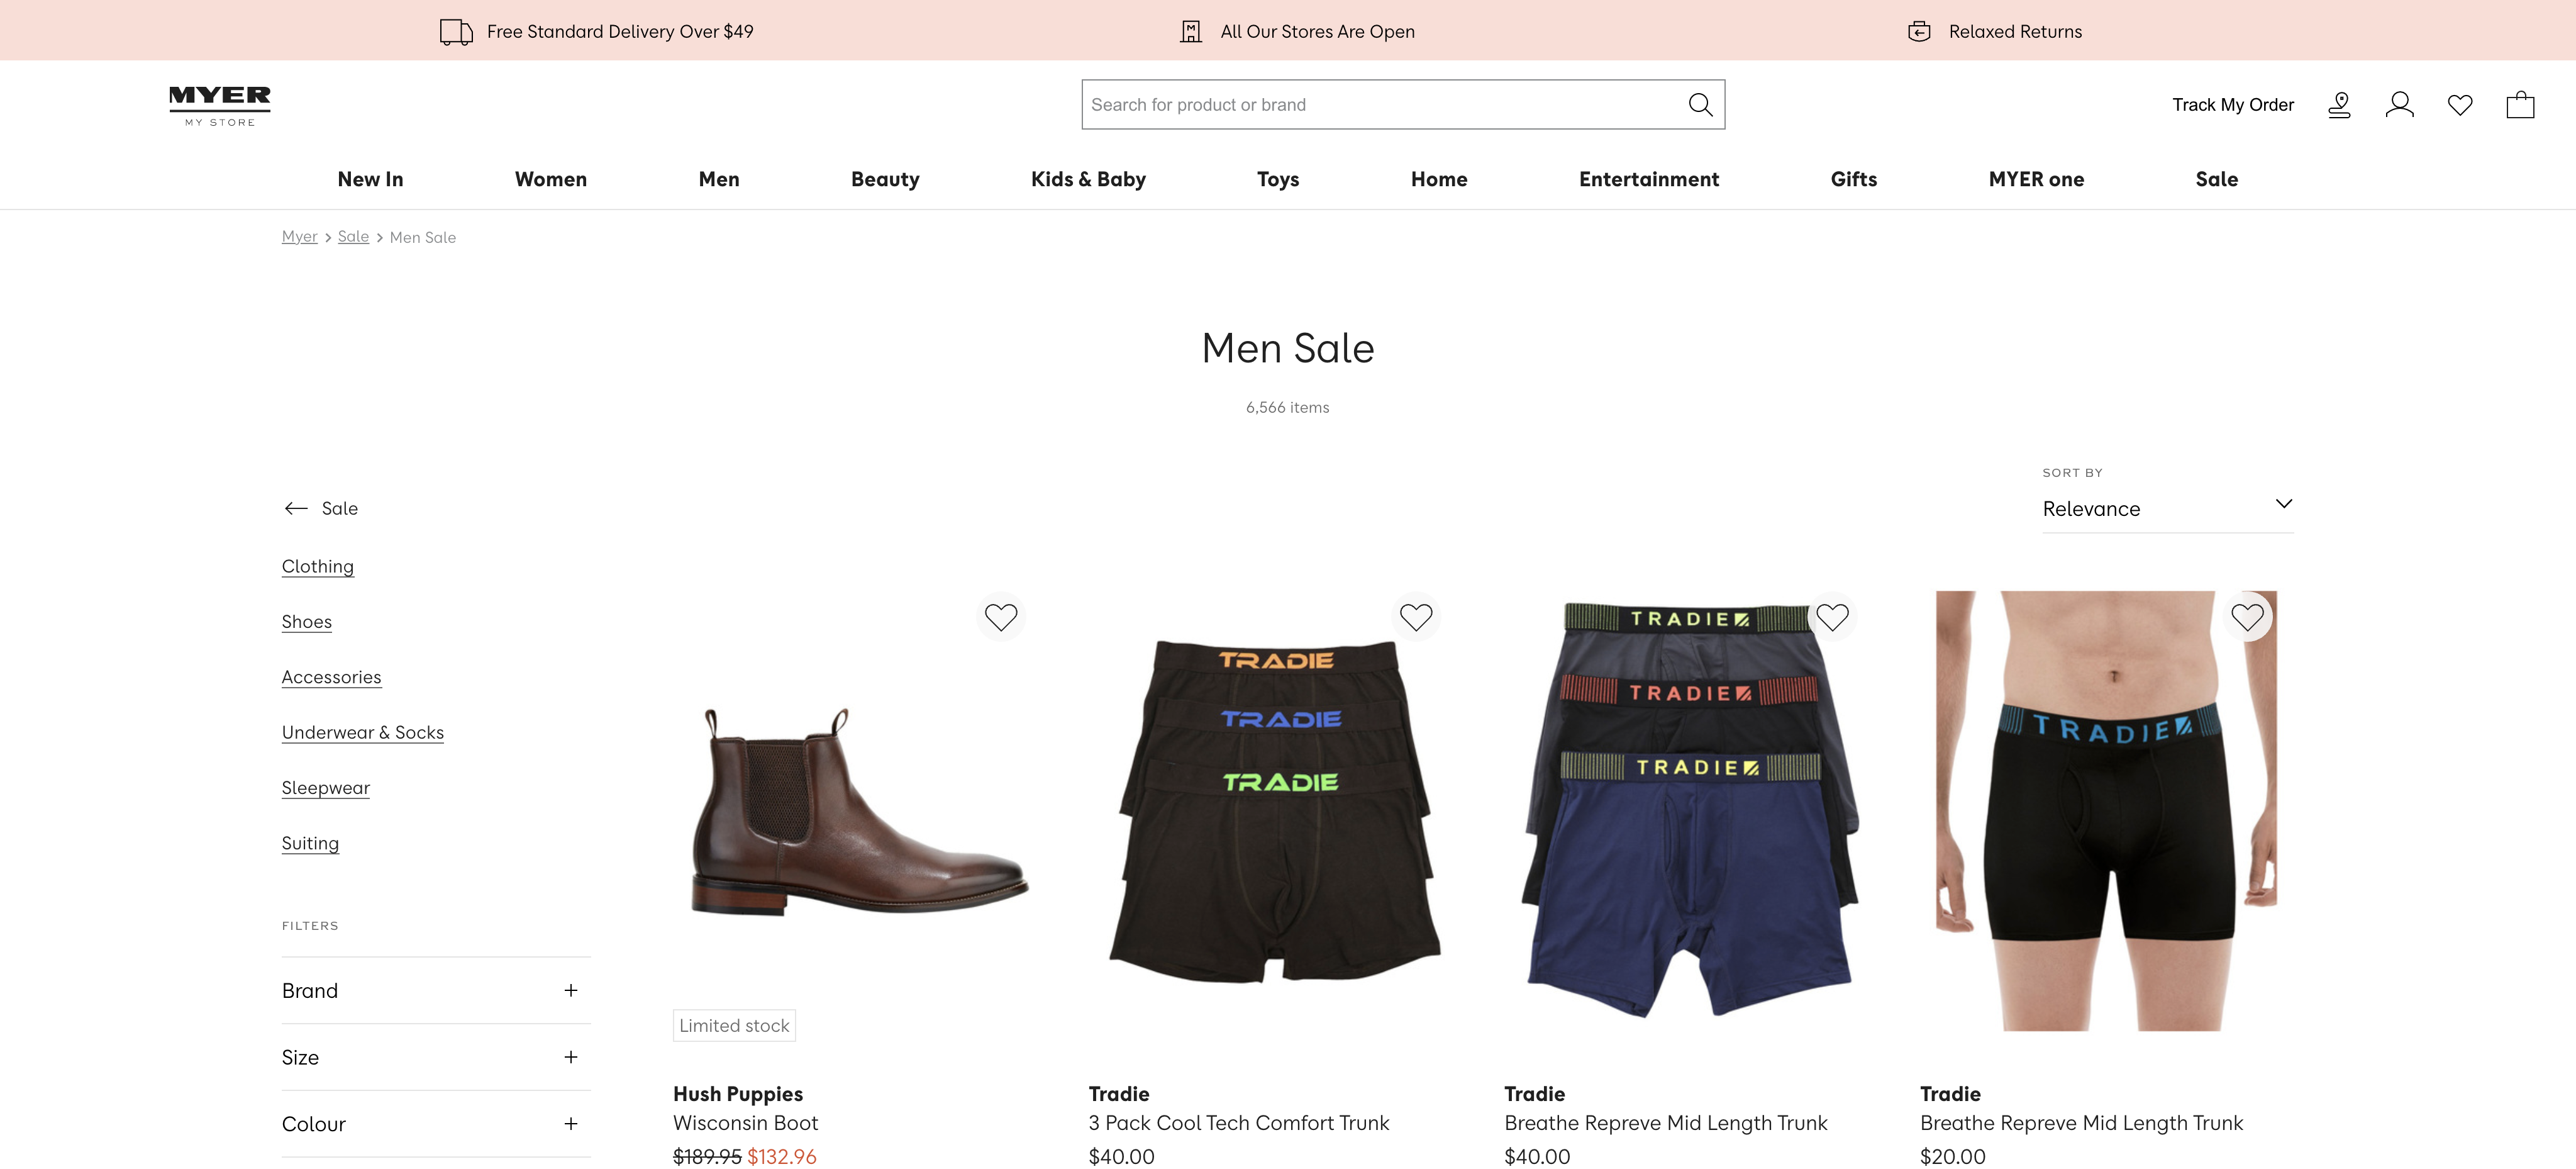 Free Standard Delivery Over $49
All Our Stores Are Open
Relaxed Returns
MYER
MY STORE
Search for product or brand
Track My Order
New In
Women
Men
Beauty
Kids & Baby
Toys
Home
Entertainment
Gifts
MYER one
Sale
Myer > Sale > Men Sale
Men Sale
6,566 items
SORT BY
Relevance
Sale
Clothing
Shoes
Accessories
Underwear & Socks
Sleepwear
Suiting
FILTERS
Brand
Size
Colour
Limited stock
Hush Puppies
Wisconsin Boot
$189.95 $132.96
TRADIE
TRADIE
TRADIE
Tradie
3 Pack Cool Tech Comfort Trunk
$40.00
TRADIE
TRADIE
TRADIE
Tradie
Breathe Repreve Mid Length Trunk
$40.00
TRADIE
Tradie
Breathe Repreve Mid Length Trunk
$20.00